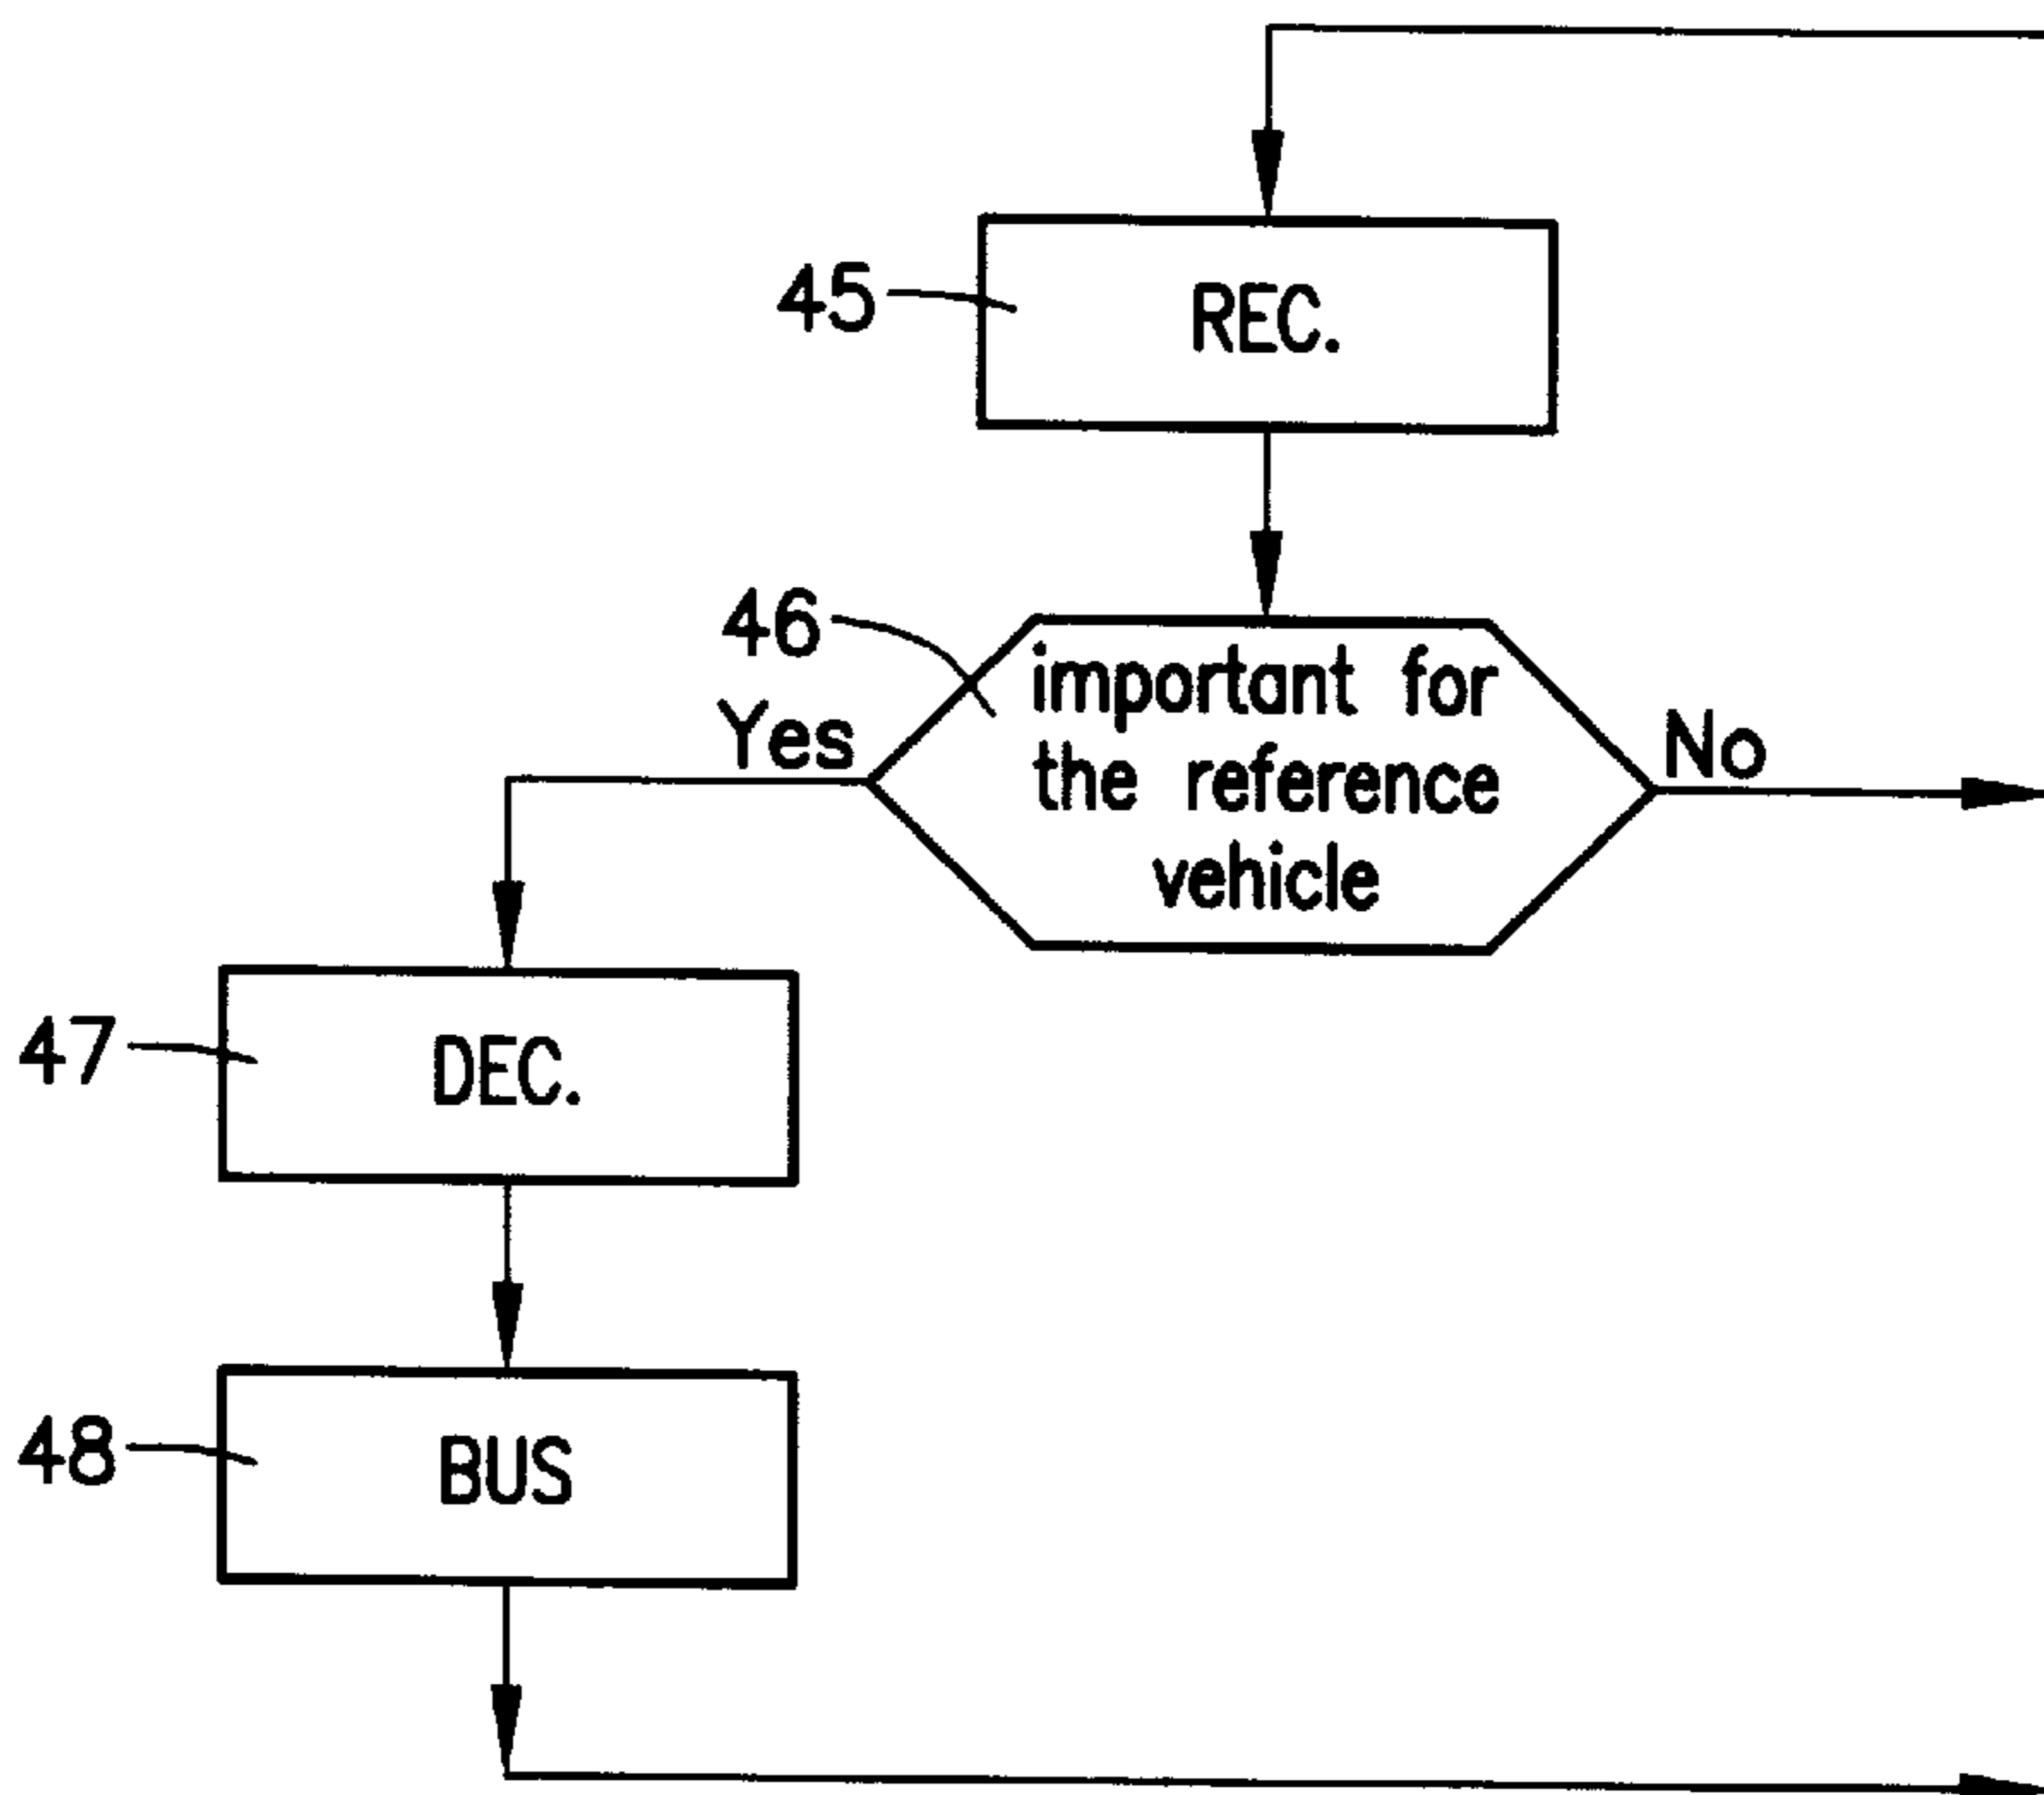 45
REC.
46
important for
the reference
vehicle
Yes
No
47
DEC.
48
BUS